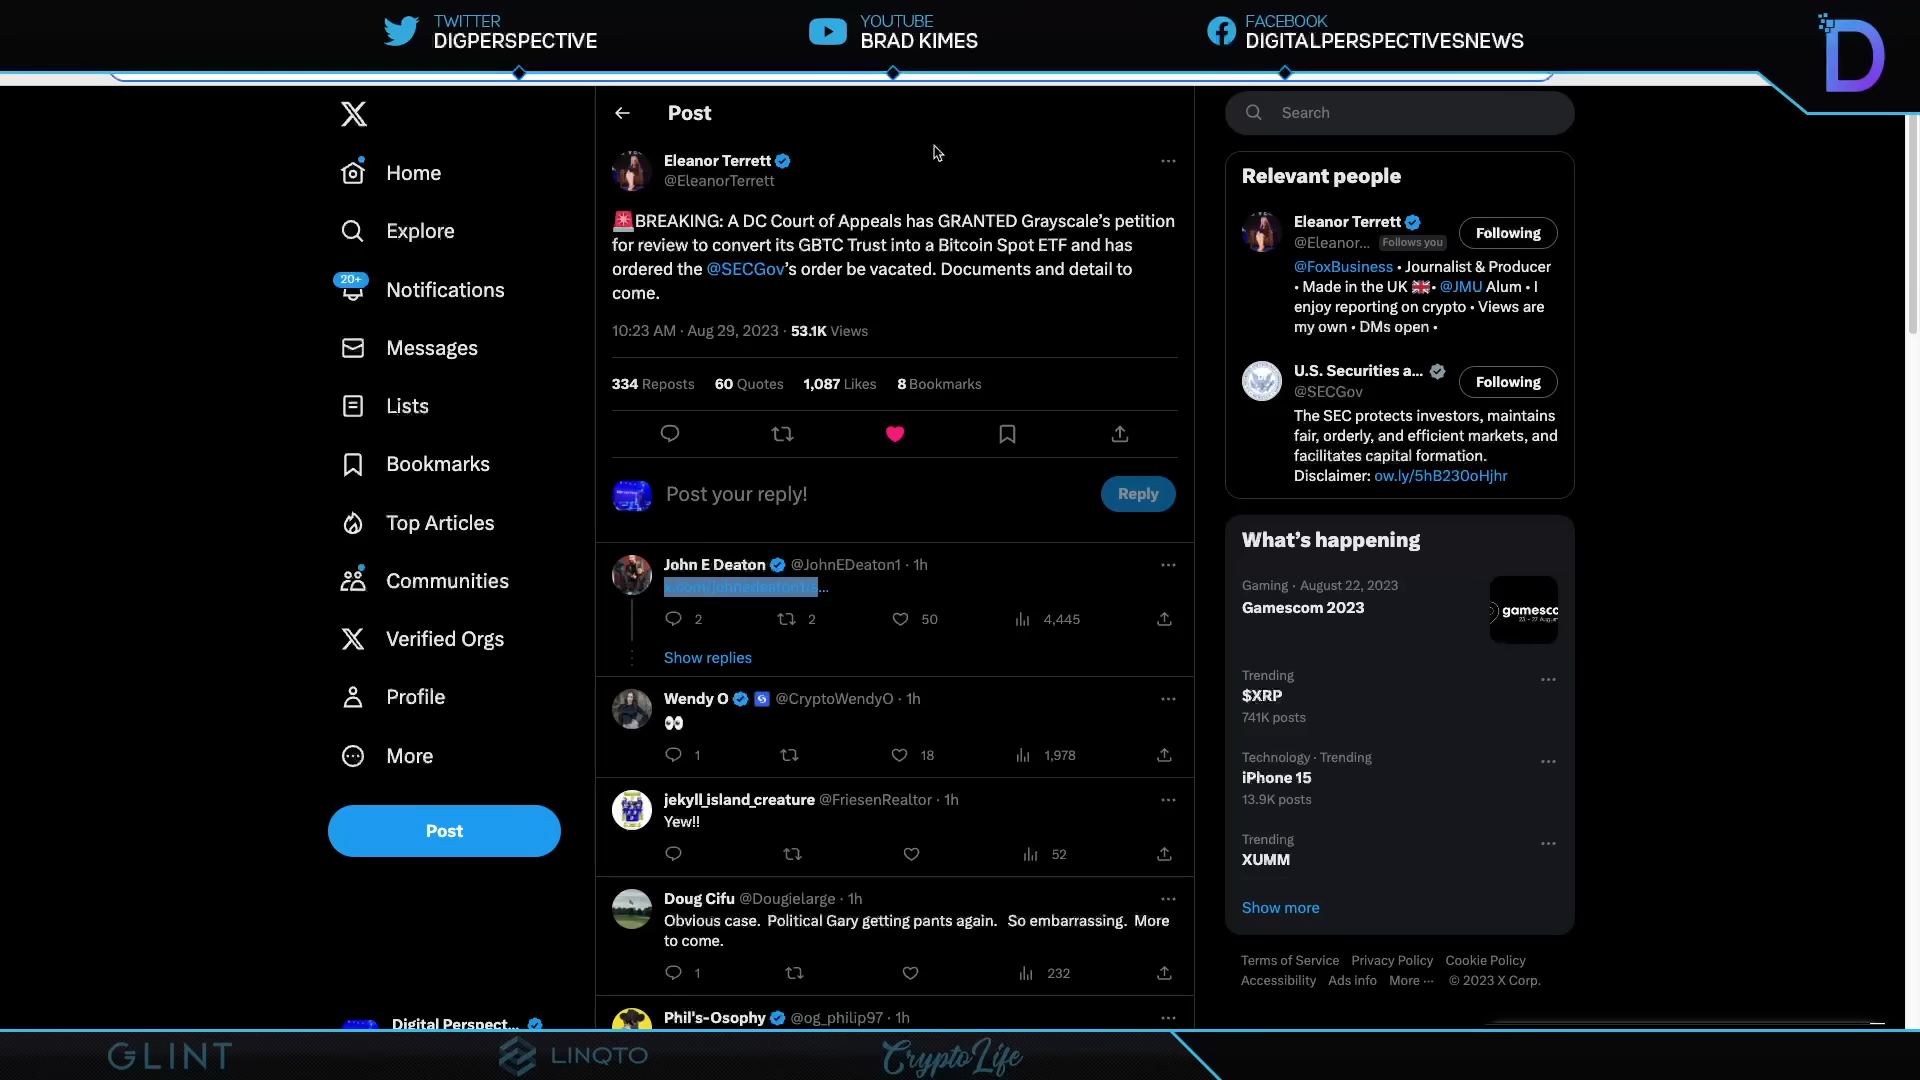 TWITTER
DIGPERSPECTIVE
YOUTUBE
BRAD KIMES
FACEBOOK
DIGITALPERSPECTIVESNEWS
D
Home
Explore
20+
Notifications
Messages
Lists
Bookmarks
Top Articles
Communities
Verified Orgs
Profile
More
Post
Digital Perspect...
Post
Eleanor Terrett
@EleanorTerrett
🚨BREAKING: A DC Court of Appeals has GRANTED Grayscale’s petition
for review to convert its GBTC Trust into a Bitcoin Spot ETF and has
ordered the @SECGov’s order be vacated. Documents and detail to
come.
10:23 AM · Aug 29, 2023 · 53.1K Views
334 Reposts 60 Quotes 1,087 Likes 8 Bookmarks
Post your reply!
Reply
John E Deaton @JohnEDeaton1 · 1h
x.com/johnedeaton1/s...
2 2 50 4,445
Show replies
Wendy O @CryptoWendyO · 1h
👀
1 18 1,978
jekyll_island_creature @FriesenRealtor · 1h
Yew!!
52
Doug Cifu @Dougielarge · 1h
Obvious case. Political Gary getting pants again. So embarrassing. More
to come.
1 232
Phil's-Osophy @og_philip97 · 1h
Search
Relevant people
Eleanor Terrett
@Eleanor... Follows you
Following
@FoxBusiness • Journalist & Producer
• Made in the UK 🇬🇧• @JMU Alum • I
enjoy reporting on crypto • Views are
my own • DMs open •
U.S. Securities a...
@SECGov
Following
The SEC protects investors, maintains
fair, orderly, and efficient markets, and
facilitates capital formation.
Disclaimer: ow.ly/5hB230oHjhr
What’s happening
Gaming · August 22, 2023
Gamescom 2023
gamesco
Trending
$XRP
741K posts
Technology · Trending
iPhone 15
13.9K posts
Trending
XUMM
Show more
Terms of Service Privacy Policy Cookie Policy
Accessibility Ads info More ··· © 2023 X Corp.
GLINT
LINQTO
CryptoLife